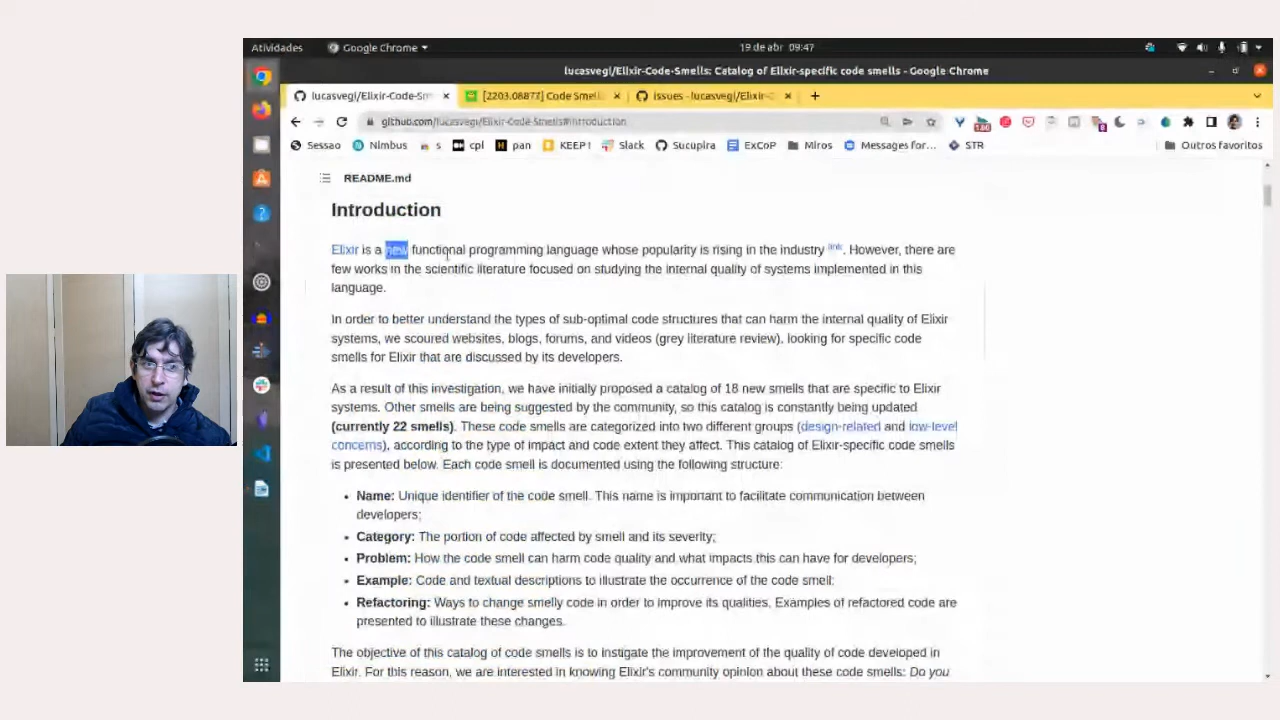 Atividades
Google Chrome
19 de abr 09:47
lucasvegi/Elixir-Code-Smells: Catalog of Elixir-specific code smells - Google Chrome
lucasvegi/Elixir-Code-Sm
[2203.08877] Code Smells
issues - lucasvegi/Elixir-C
github.com/lucasvegi/Elixir-Code-Smells#introduction
Sessao
Nimbus
s
cpl
pan
KEEP!
Slack
Sucupira
ExCoP
Miros
Messages for...
STR
Outros favoritos
README.md
Introduction
Elixir is a new functional programming language whose popularity is rising in the industry link. However, there are
few works in the scientific literature focused on studying the internal quality of systems implemented in this
language.
In order to better understand the types of sub-optimal code structures that can harm the internal quality of Elixir
systems, we scoured websites, blogs, forums, and videos (grey literature review), looking for specific code
smells for Elixir that are discussed by its developers.
As a result of this investigation, we have initially proposed a catalog of 18 new smells that are specific to Elixir
systems. Other smells are being suggested by the community, so this catalog is constantly being updated
(currently 22 smells). These code smells are categorized into two different groups (design-related and low-level
concerns), according to the type of impact and code extent they affect. This catalog of Elixir-specific code smells
is presented below. Each code smell is documented using the following structure:
• Name: Unique identifier of the code smell. This name is important to facilitate communication between
developers;
• Category: The portion of code affected by smell and its severity;
• Problem: How the code smell can harm code quality and what impacts this can have for developers;
• Example: Code and textual descriptions to illustrate the occurrence of the code smell;
• Refactoring: Ways to change smelly code in order to improve its qualities. Examples of refactored code are
presented to illustrate these changes.
The objective of this catalog of code smells is to instigate the improvement of the quality of code developed in
Elixir. For this reason, we are interested in knowing Elixir's community opinion about these code smells: Do you